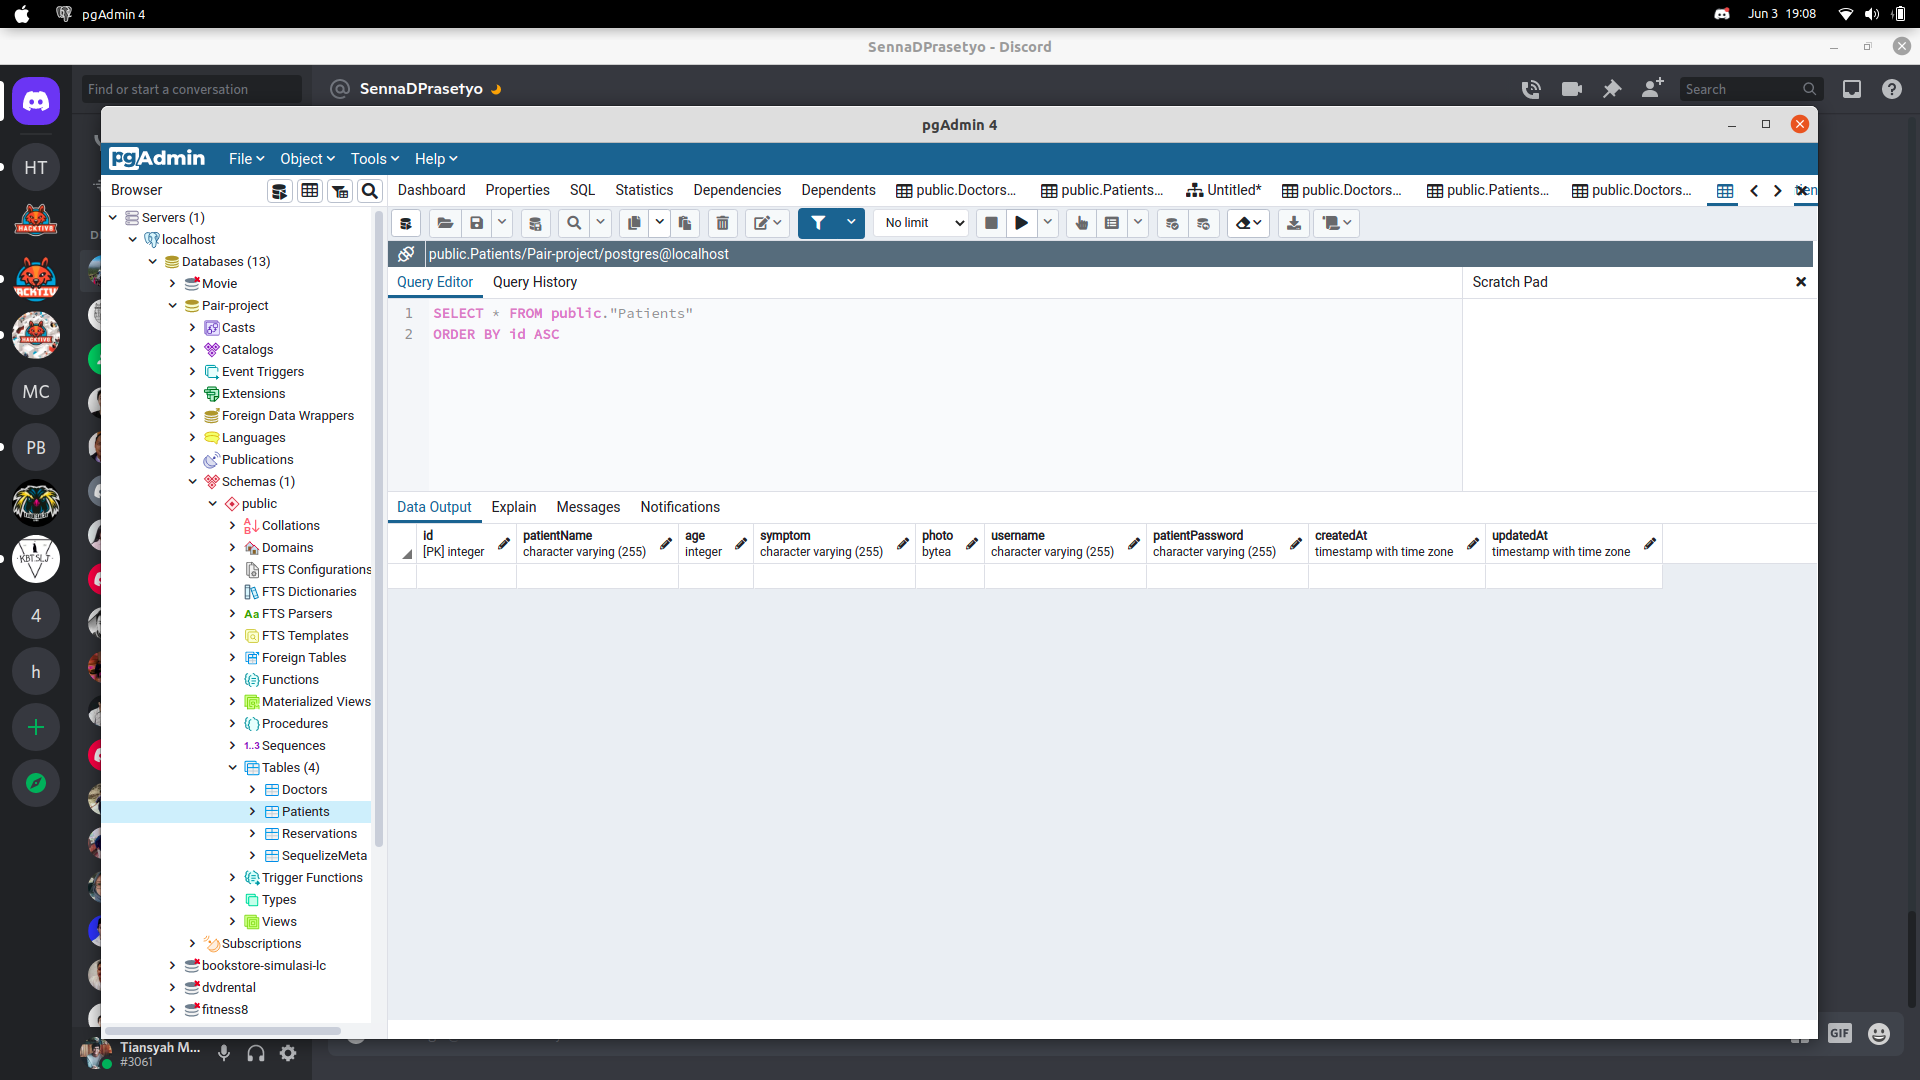 pgAdmin 4
Jun 3 19:08
SennaDPrasetyo - Discord
Find or start a conversation
SennaDPrasetyo
Search
pgAdmin 4
pgAdmin
File
Object
Tools
Help
Browser
Dashboard
Properties
SQL
Statistics
Dependencies
Dependents
public.Doctors...
public.Patients...
Untitled*
public.Doctors...
public.Patients...
public.Doctors...
No limit
public.Patients/Pair-project/postgres@localhost
Query Editor
Query History
Scratch Pad
1 SELECT * FROM public."Patients"
2 ORDER BY id ASC
Data Output
Explain
Messages
Notifications
id
[PK] integer
patientName
character varying (255)
age
integer
symptom
character varying (255)
photo
bytea
username
character varying (255)
patientPassword
character varying (255)
createdAt
timestamp with time zone
updatedAt
timestamp with time zone
Servers (1)
localhost
Databases (13)
Movie
Pair-project
Casts
Catalogs
Event Triggers
Extensions
Foreign Data Wrappers
Languages
Publications
Schemas (1)
public
Collations
Domains
FTS Configurations
FTS Dictionaries
Aa FTS Parsers
FTS Templates
Foreign Tables
Functions
Materialized Views
Procedures
1..3 Sequences
Tables (4)
Doctors
Patients
Reservations
SequelizeMeta
Trigger Functions
Types
Views
Subscriptions
bookstore-simulasi-lc
dvdrental
fitness8
HT
HACKTIV8
HACKTIV8
MC
PB
KBT.SLJ
4
h
Tiansyah M...
#3061
GIF